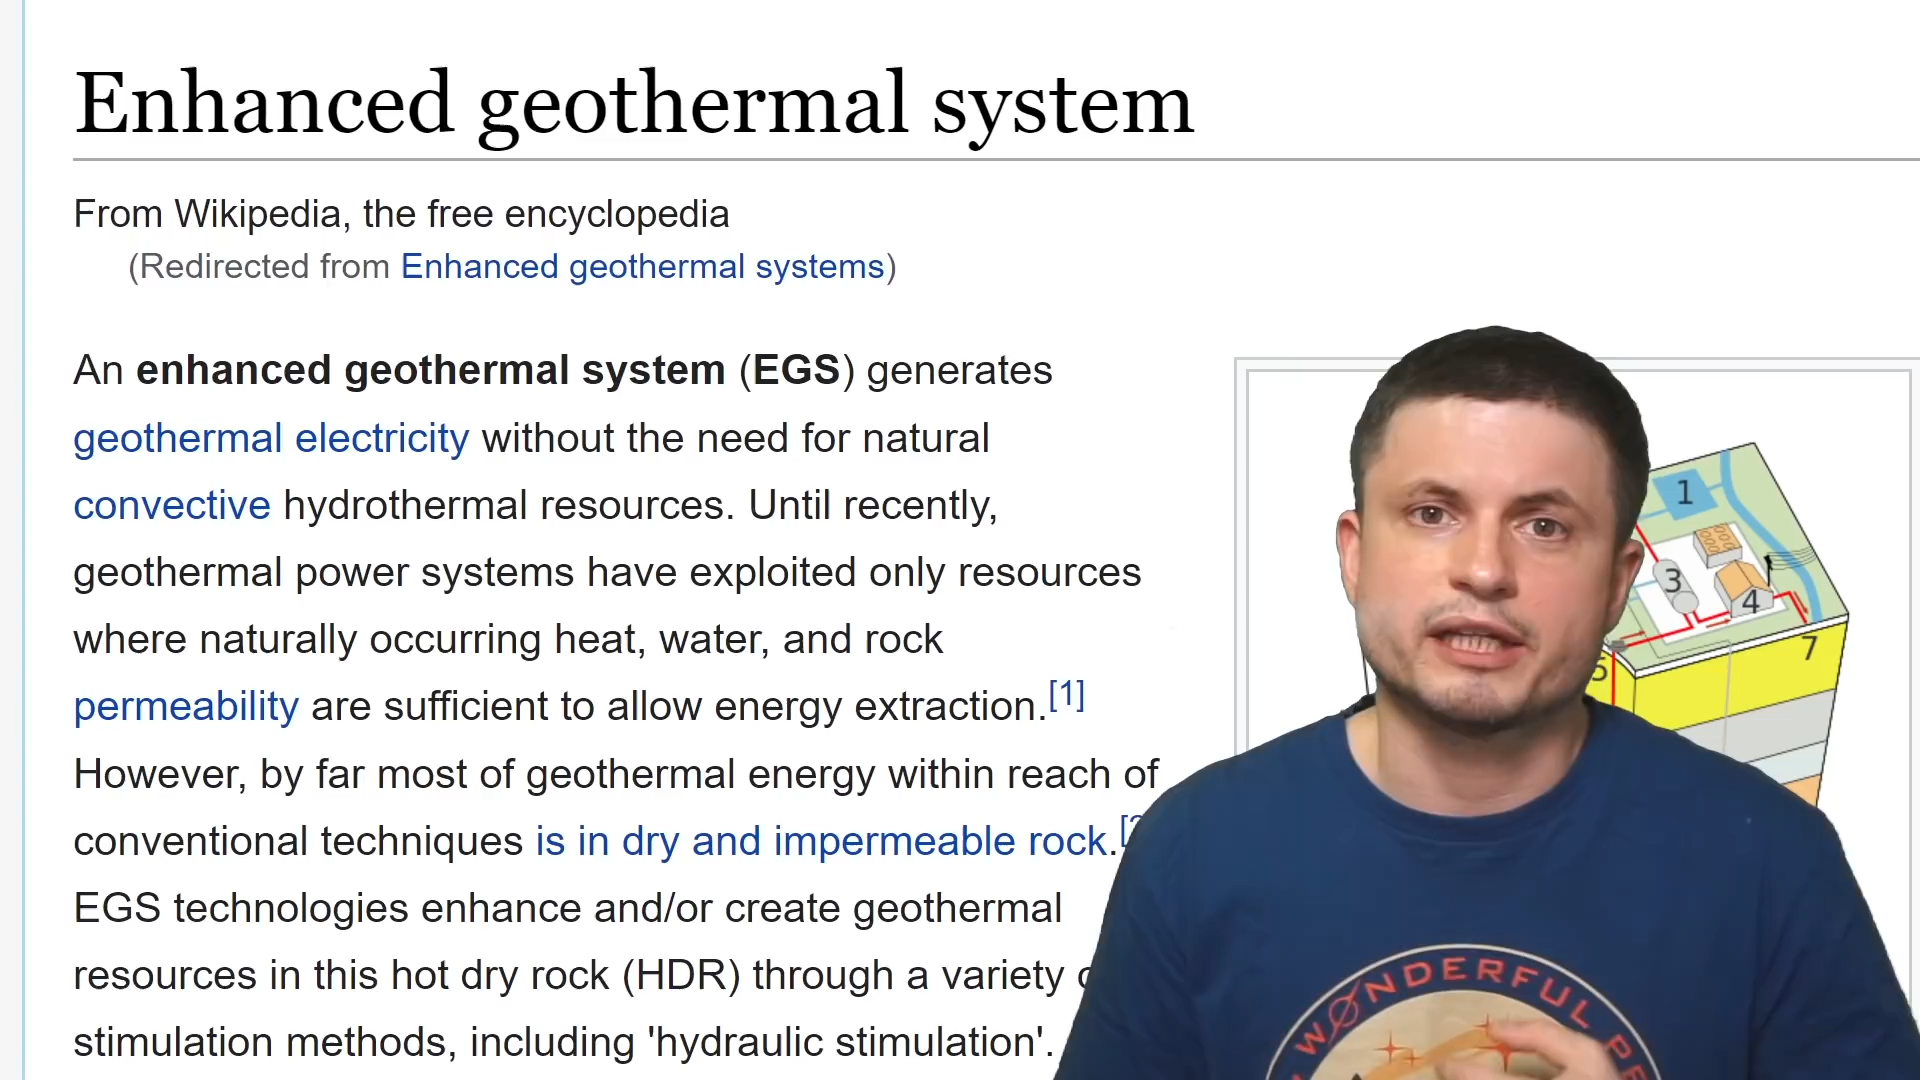 Enhanced geothermal system
From Wikipedia, the free encyclopedia
(Redirected from Enhanced geothermal systems)
An enhanced geothermal system (EGS) generates
geothermal electricity without the need for natural
convective hydrothermal resources. Until recently,
geothermal power systems have exploited only resources
where naturally occurring heat, water, and rock
permeability are sufficient to allow energy extraction.[1]
However, by far most of geothermal energy within reach of
conventional techniques is in dry and impermeable rock.
EGS technologies enhance and/or create geothermal
resources in this hot dry rock (HDR) through a variety
stimulation methods, including 'hydraulic stimulation'.
1
3
4
5
7
WONDERFUL